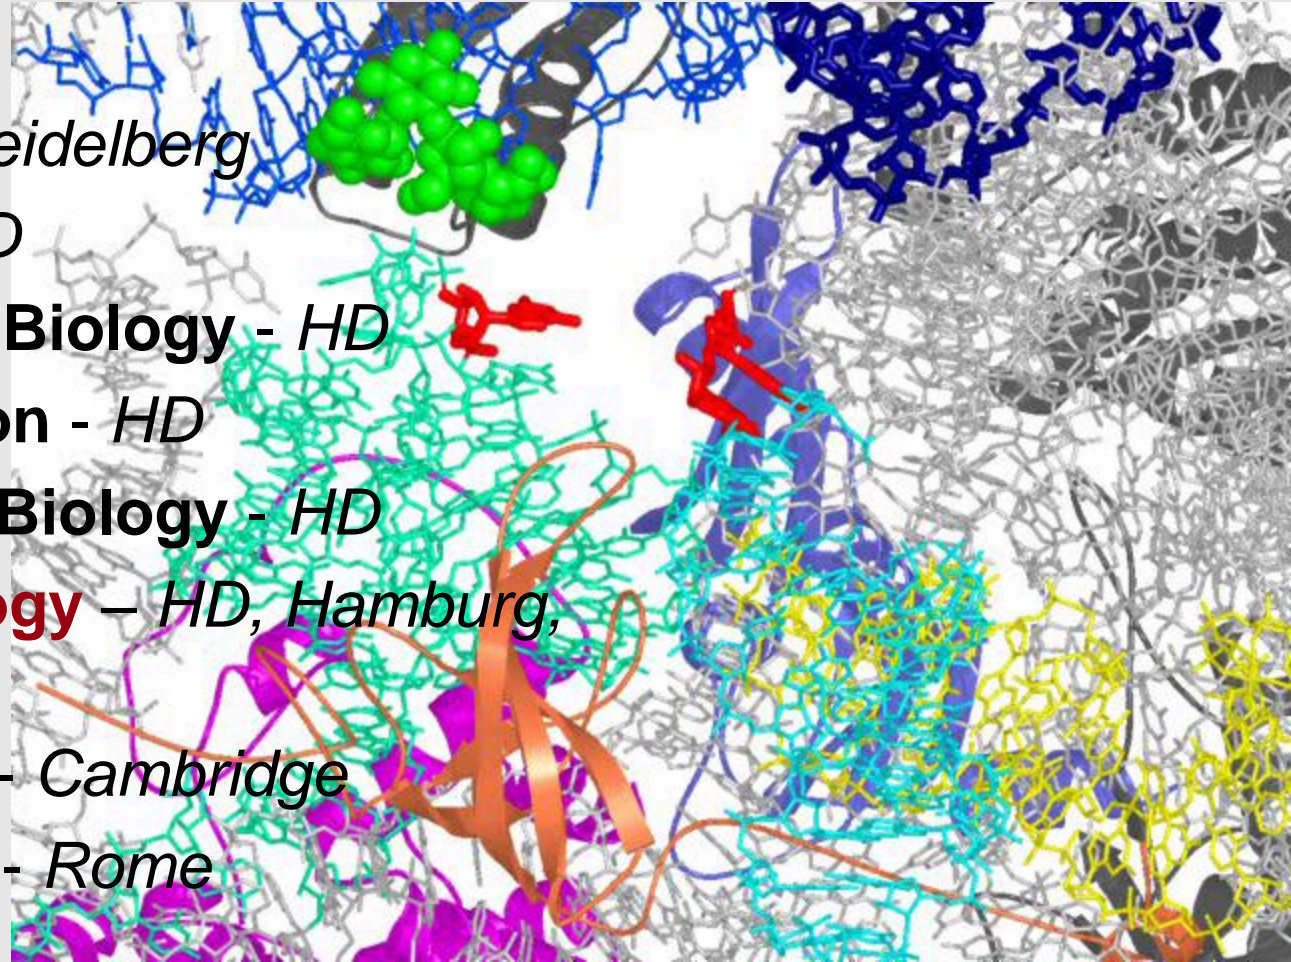 eidelberg
D
Biology - HD
on - HD
Biology - HD
ogy – HD, Hamburg,
- Cambridge
- Rome